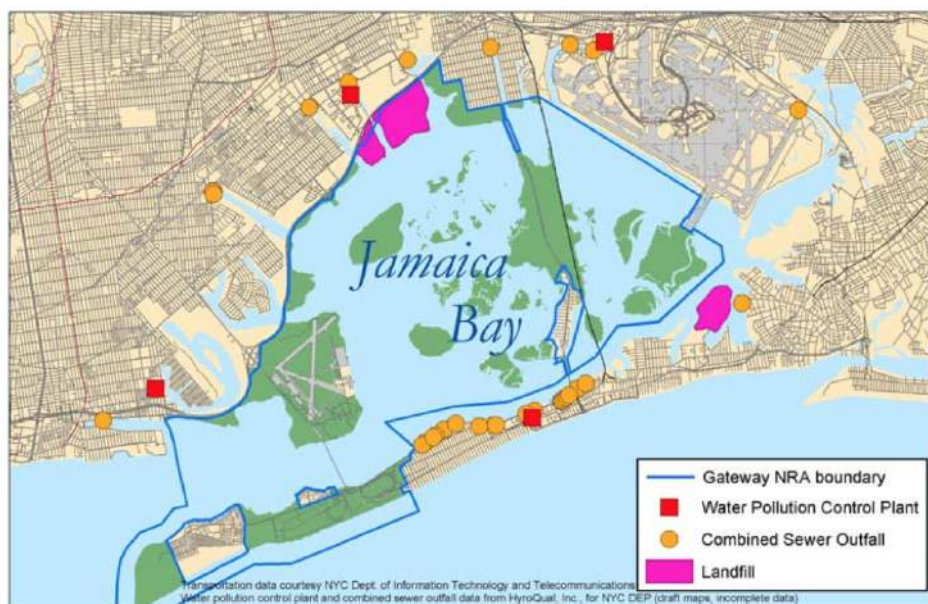 Jamaica
Bay
Gateway NRA boundary
Water Pollution Control Plant
Combined Sewer Outfall
Landfill
Transportation data courtesy NYC Dept. of Information Technology and Telecommunications
Water pollution control plant and combined sewer outfall data from HyroQual, Inc., for NYC DEP (draft maps, incomplete data)